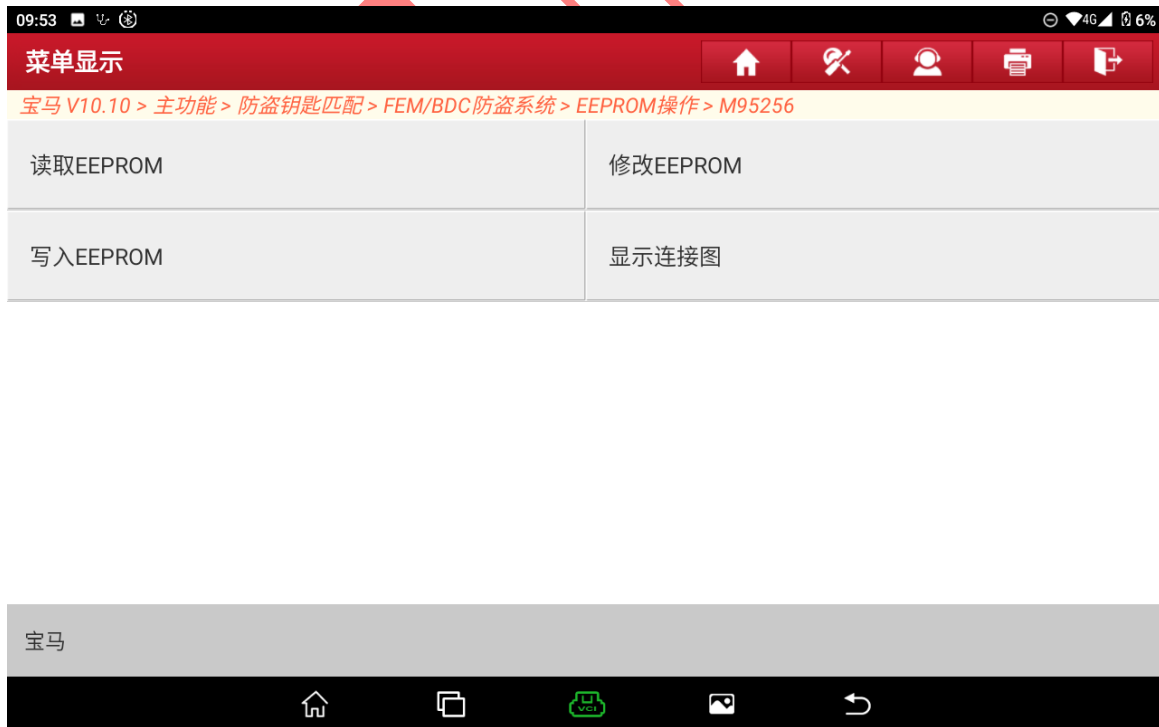 09:53 4G 6%
菜单显示
宝马 V10.10 > 主功能 > 防盗钥匙匹配 > FEM/BDC防盗系统 > EEPROM操作 > M95256
读取EEPROM 修改EEPROM
写入EEPROM 显示连接图
宝马
VCI